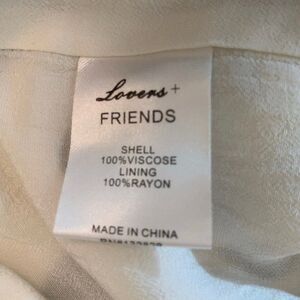 Lovers +
FRIENDS
SHELL
100%VISCOSE
LINING
100%RAYON
MADE IN CHINA